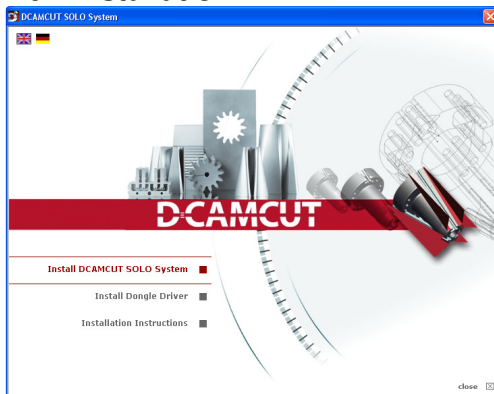 DCAMCUT SOLO System
D-CAMCUT
Install DCAMCUT SOLO System
Install Dongle Driver
Installation Instructions
close